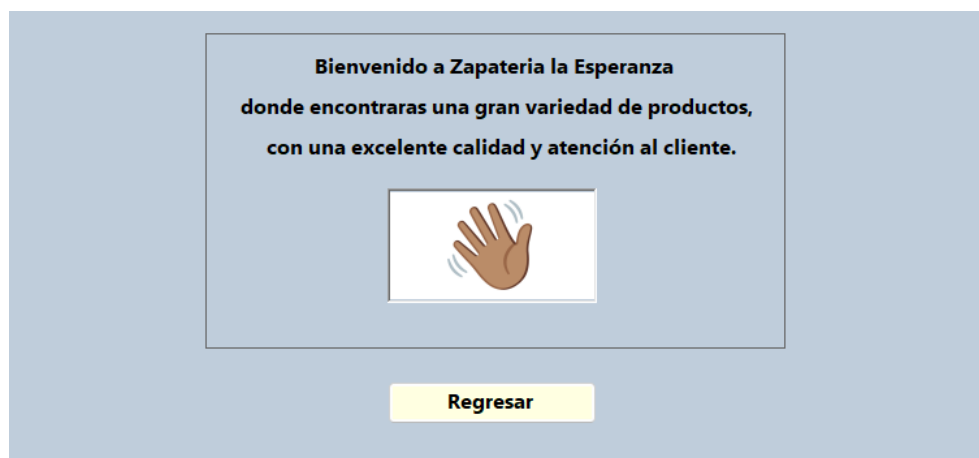 Bienvenido a Zapateria la Esperanza
donde encontraras una gran variedad de productos,
con una excelente calidad y atención al cliente.
Regresar